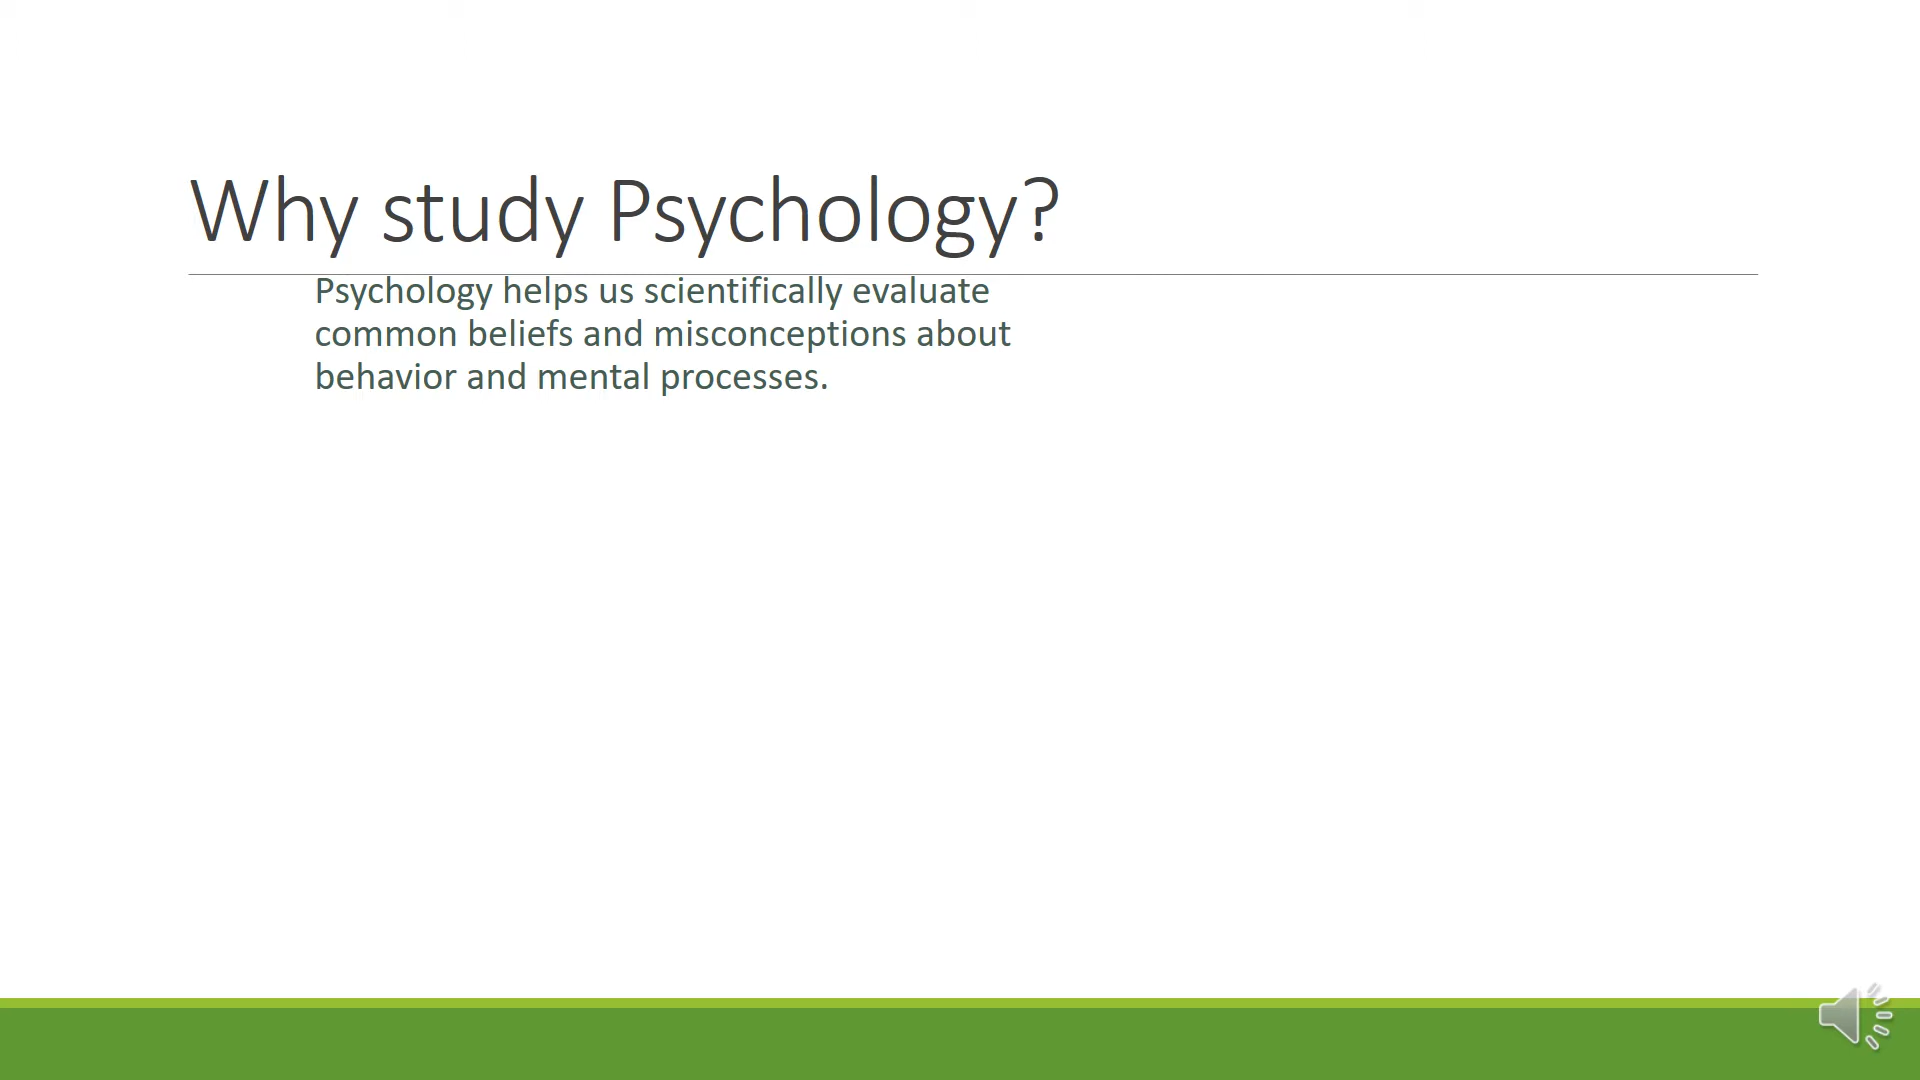 Why study Psychology?
Psychology helps us scientifically evaluate
common beliefs and misconceptions about
behavior and mental processes.